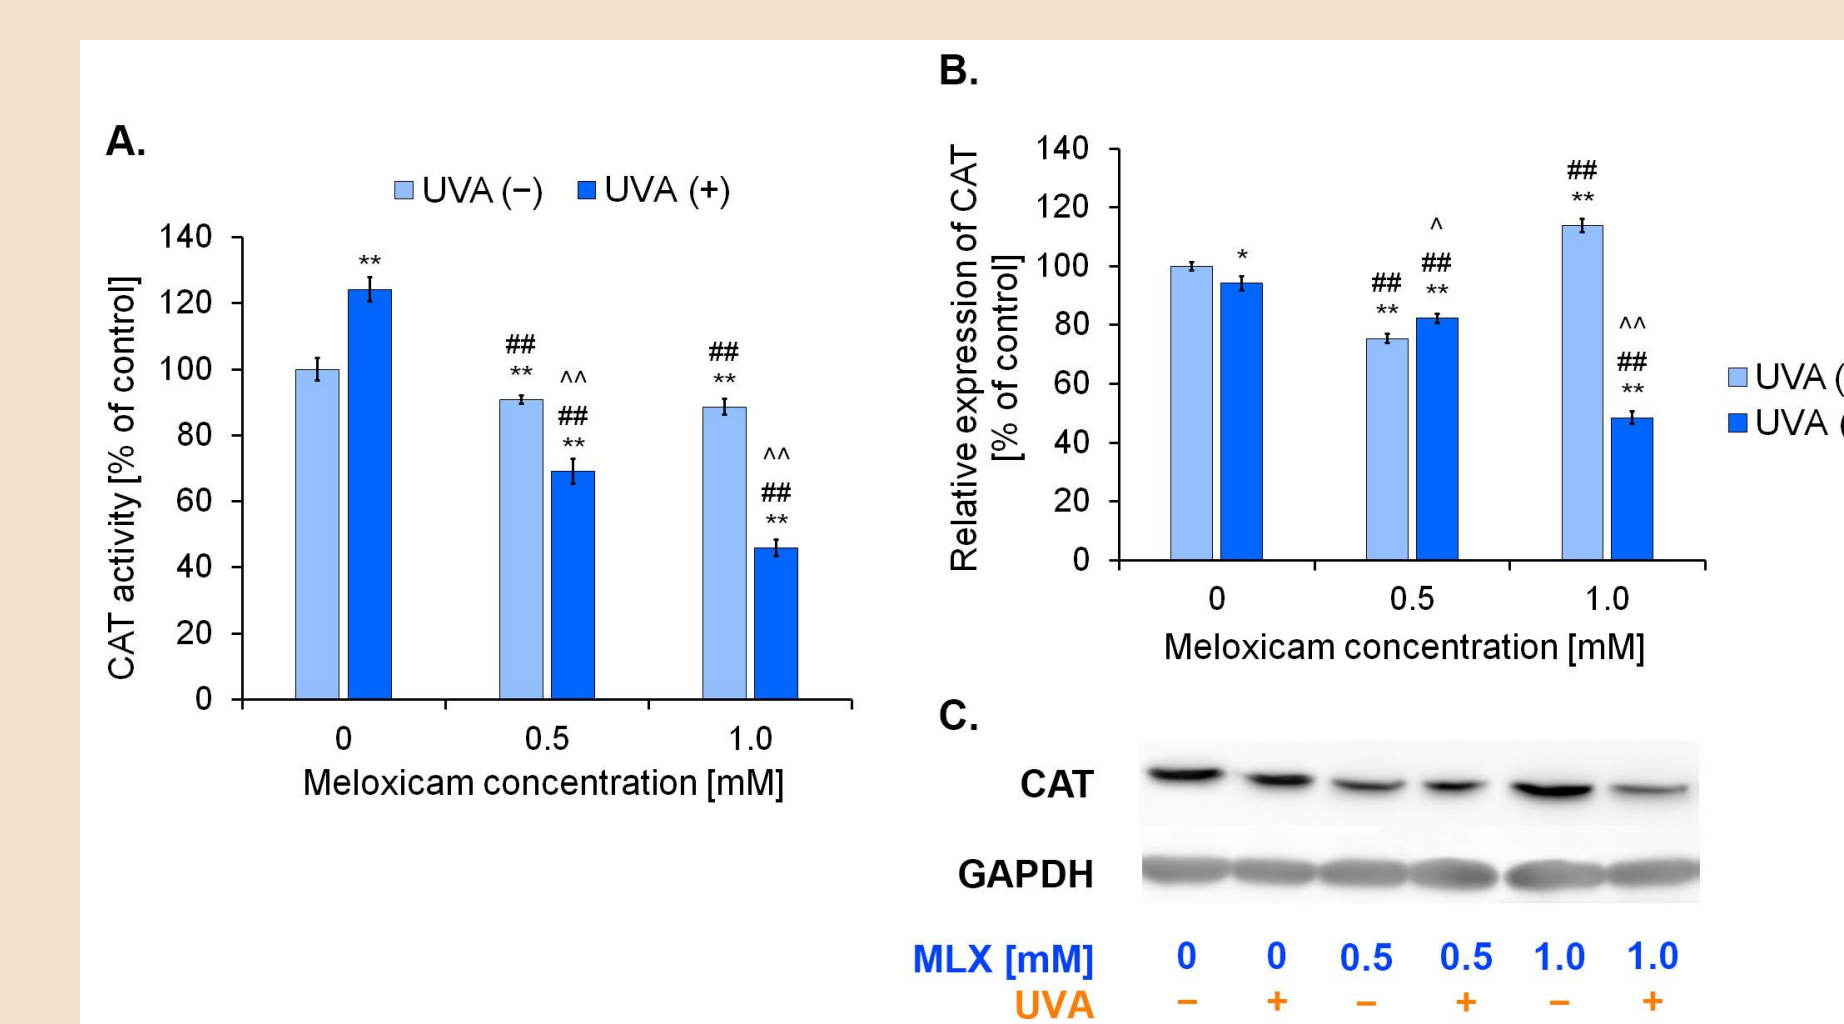 A.
UVA (−) UVA (+)
140
120
100
80
60
40
20
0
CAT activity [% of control]
**
##
**
^^
##
**
##
**
^^
##
**
0 0.5 1.0
Meloxicam concentration [mM]
B.
140
120
100
80
60
40
20
0
Relative expression of CAT
[% of control]
*
##
**
^
##
**
##
**
^^
##
**
UVA (
UVA (
0 0.5 1.0
Meloxicam concentration [mM]
C.
CAT
GAPDH
MLX [mM] 0 0 0.5 0.5 1.0 1.0
UVA − + − + − +